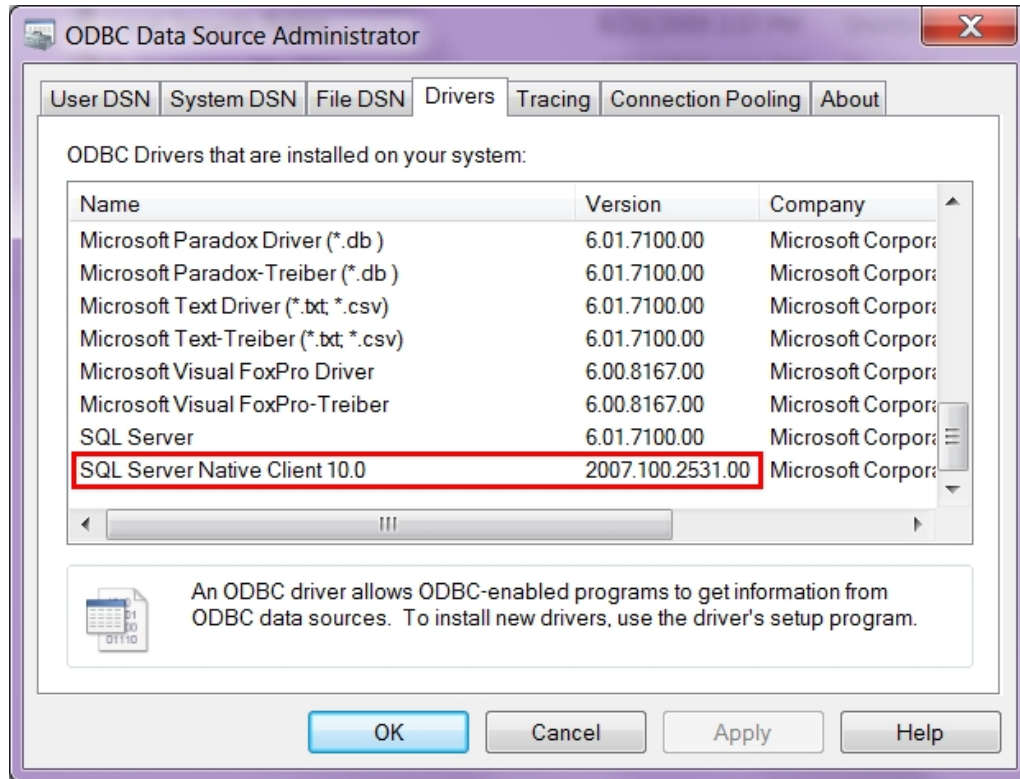 ODBC Data Source Administrator
User DSN System DSN File DSN Drivers Tracing Connection Pooling About
ODBC Drivers that are installed on your system:
Name Version Company
Microsoft Paradox Driver (*.db ) 6.01.7100.00 Microsoft Corpora
Microsoft Paradox-Treiber (*.db ) 6.01.7100.00 Microsoft Corpora
Microsoft Text Driver (*.txt; *.csv) 6.01.7100.00 Microsoft Corpora
Microsoft Text-Treiber (*.txt; *.csv) 6.01.7100.00 Microsoft Corpora
Microsoft Visual FoxPro Driver 6.00.8167.00 Microsoft Corpora
Microsoft Visual FoxPro-Treiber 6.00.8167.00 Microsoft Corpora
SQL Server 6.01.7100.00 Microsoft Corpora
SQL Server Native Client 10.0 2007.100.2531.00 Microsoft Corpora
An ODBC driver allows ODBC-enabled programs to get information from
ODBC data sources. To install new drivers, use the driver's setup program.
OK Cancel Apply Help